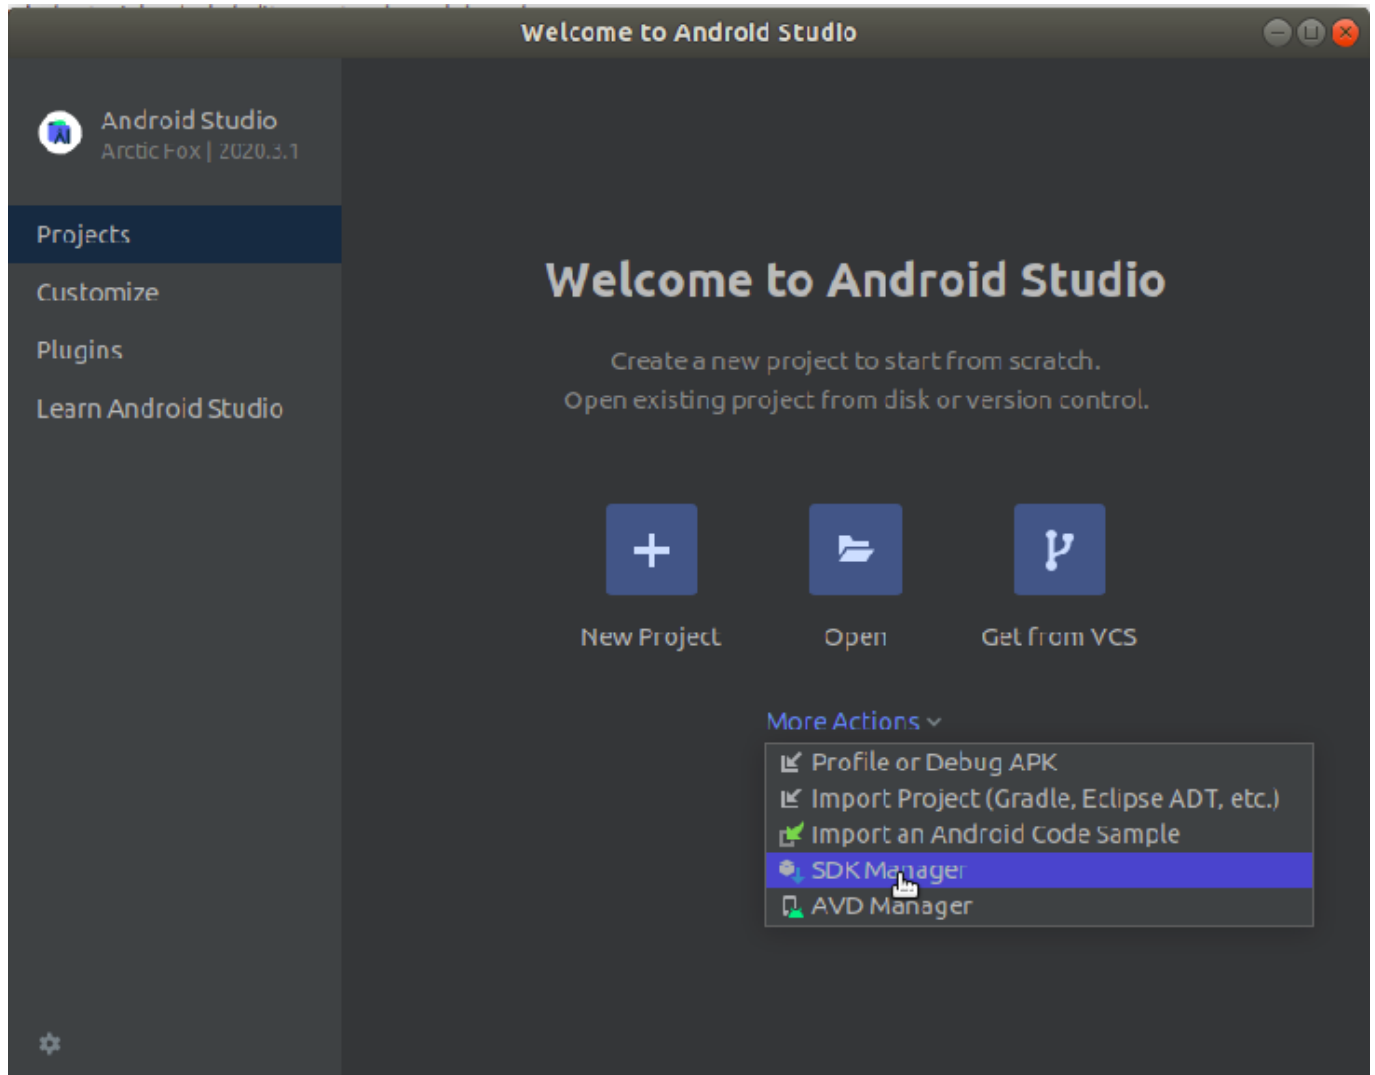 Welcome to Android Studio
Android Studio
Arctic Fox | 2020.3.1
Projects
Customize
Plugins
Learn Android Studio
Welcome to Android Studio
Create a new project to start from scratch.
Open existing project from disk or version control.
New Project
Open
Get from VCS
More Actions
Profile or Debug APK
Import Project (Gradle, Eclipse ADT, etc.)
Import an Android Code Sample
SDK Manager
AVD Manager